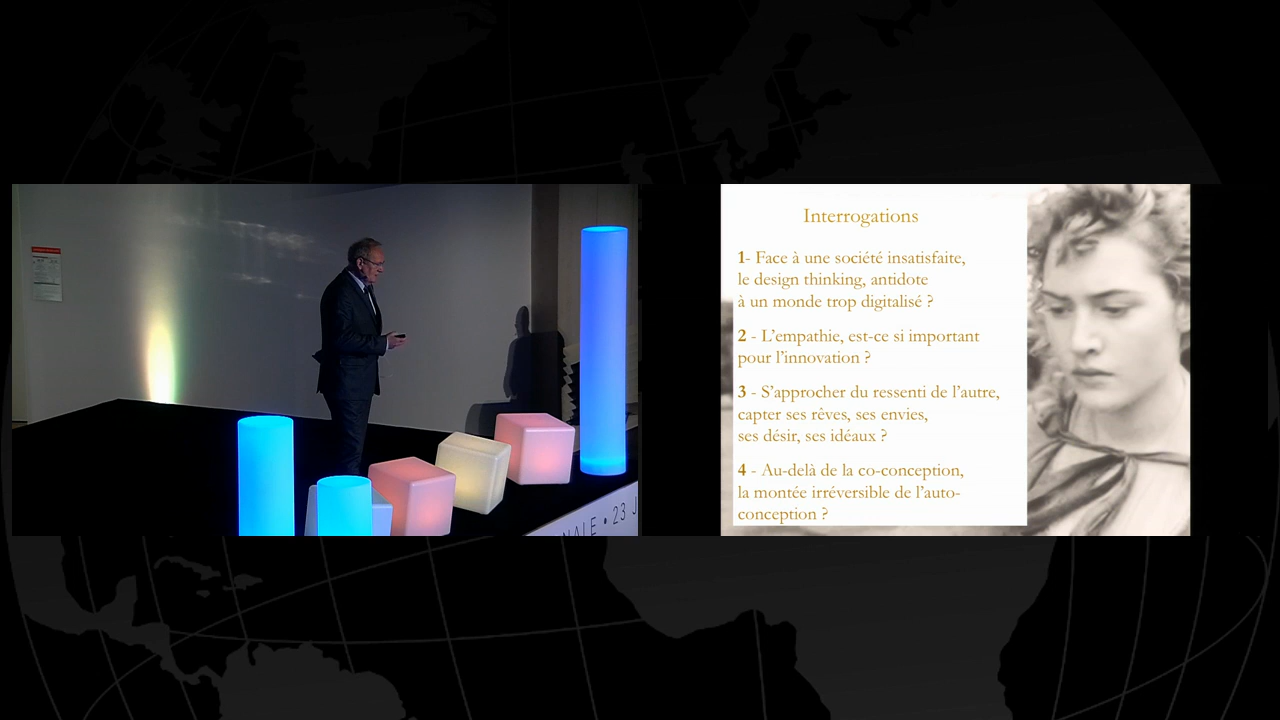 Interrogations
1- Face à une société insatisfaite,
le design thinking, antidote
à un monde trop digitalisé ?
2 - L'empathie, est-ce si important
pour l'innovation ?
3 - S'approcher du ressenti de l'autre,
capter ses rêves, ses envies,
ses désir, ses idéaux ?
4 - Au-delà de la co-conception,
la montée irréversible de l'auto-
conception ?
NALE • 23 J